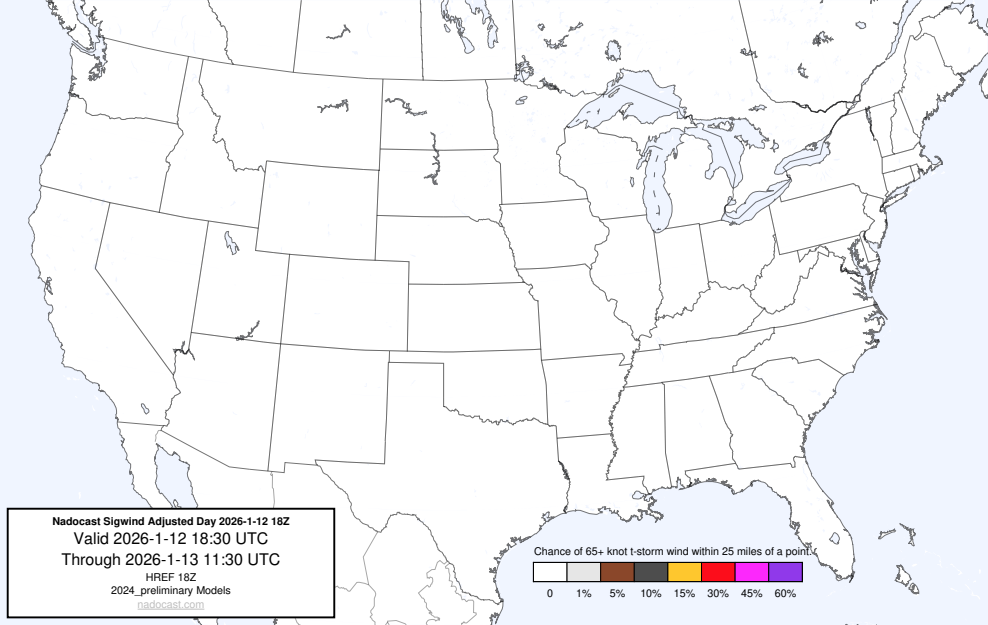 Nadocast Sigwind Adjusted Day 2026-1-12 18Z
Valid 2026-1-12 18:30 UTC
Through 2026-1-13 11:30 UTC
HREF 18Z
2024_preliminary Models
nadocast.com
Chance of 65+ knot t-storm wind within 25 miles of a point.
0 1% 5% 10% 15% 30% 45% 60%